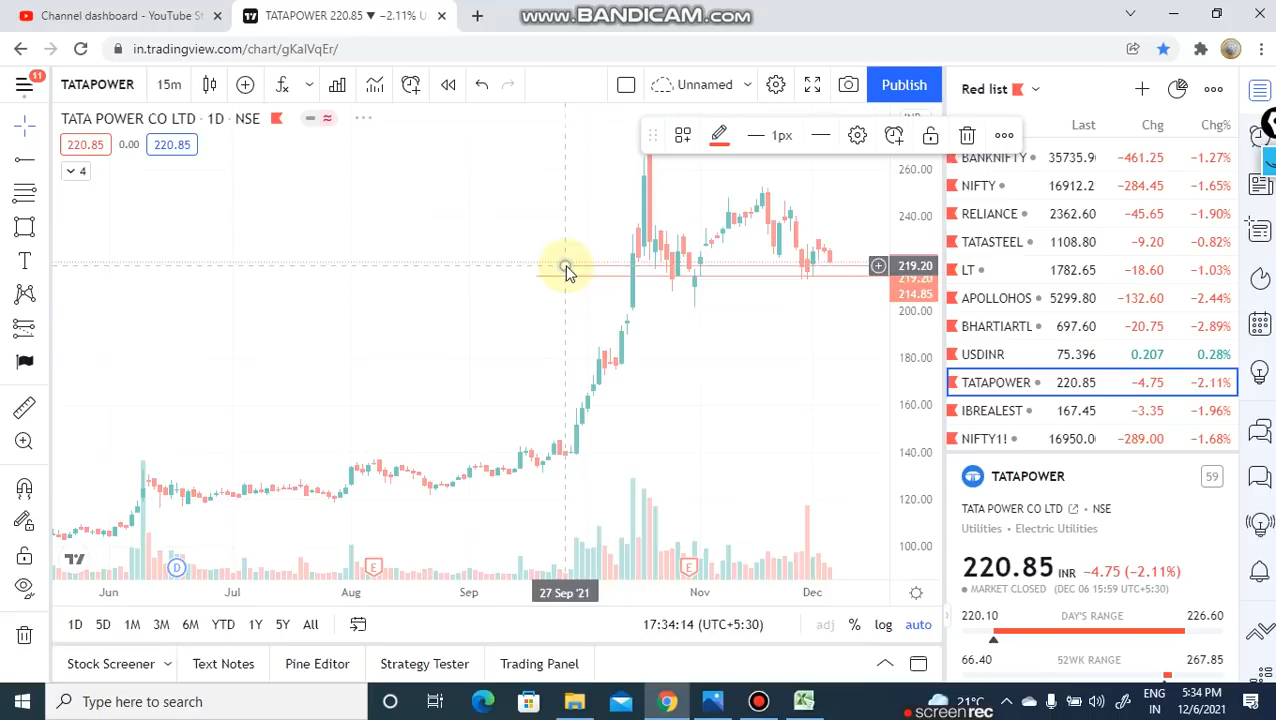 Channel dashboard - YouTube St
TATAPOWER 220.85 ▼ −2.11% U
WWW.BANDICAM.COM
in.tradingview.com/chart/gKalVqEr/
11
TATAPOWER
15m
Unnamed
Publish
Red list
TATA POWER CO LTD · 1D · NSE
220.85
0.00
220.85
4
1px
Last
Chg
Chg%
BANKNIFTY
35735.9
−461.25
−1.27%
NIFTY
16912.2
−284.45
−1.65%
RELIANCE
2362.60
−45.65
−1.90%
TATASTEEL
1108.80
−9.20
−0.82%
LT
1782.65
−18.60
−1.03%
APOLLOHOS
5299.80
−132.60
−2.44%
BHARTIARTL
697.60
−20.75
−2.89%
USDINR
75.396
0.207
0.28%
TATAPOWER
220.85
−4.75
−2.11%
IBREALEST
167.45
−3.35
−1.96%
NIFTY1!
16950.0
−289.00
−1.68%
260.00
240.00
219.20
219.20
214.85
200.00
180.00
160.00
140.00
120.00
100.00
D
E
E
Jun
Jul
Aug
Sep
27 Sep '21
Nov
Dec
TATAPOWER
59
TATA POWER CO LTD · NSE
Utilities · Electric Utilities
220.85 INR −4.75 (−2.11%)
MARKET CLOSED (DEC 06 15:59 UTC+5:30)
220.10
DAY'S RANGE
226.60
66.40
52WK RANGE
267.85
1D
5D
1M
3M
6M
YTD
1Y
5Y
All
17:34:14 (UTC+5:30)
adj
%
log
auto
Stock Screener
Text Notes
Pine Editor
Strategy Tester
Trading Panel
Type here to search
21°C
ENG
IN
5:34 PM
12/6/2021
screenrec